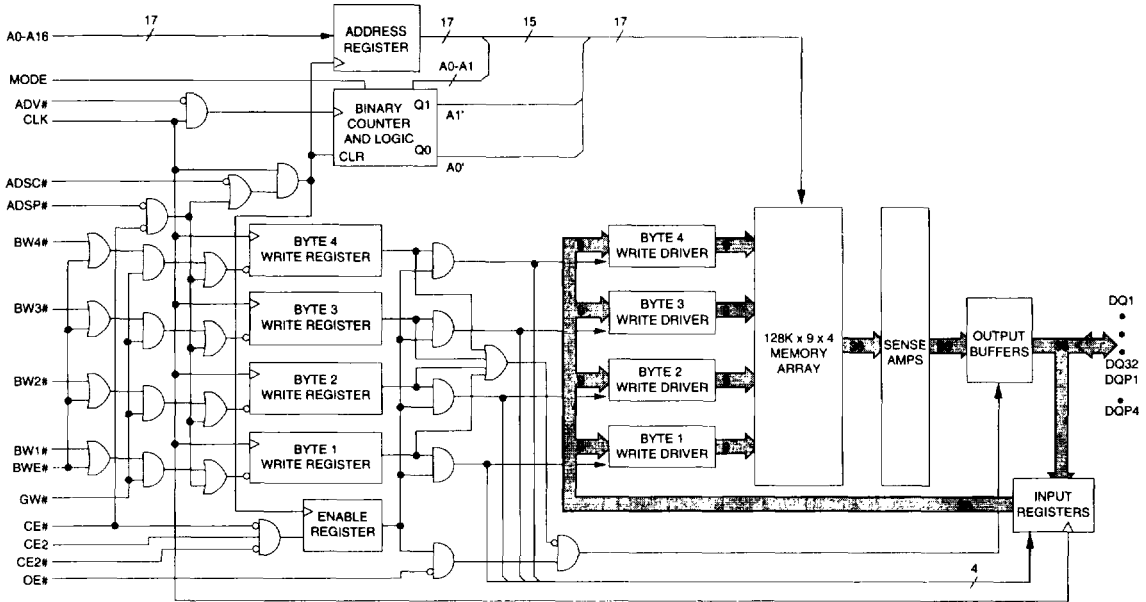 17
17
15
17
A0-A16
ADDRESS
REGISTER
A0-A1
MODE
ADV#
CLK
BINARY
COUNTER
AND LOGIC
CLR
Q1
Q0
A1'
A0'
ADSC#
ADSP#
BW4#
BW3#
BW2#
BW1#
BWE#
GW#
CE#
CE2
CE2#
OE#
BYTE 4
WRITE REGISTER
BYTE 3
WRITE REGISTER
BYTE 2
WRITE REGISTER
BYTE 1
WRITE REGISTER
ENABLE
REGISTER
BYTE 4
WRITE DRIVER
BYTE 3
WRITE DRIVER
BYTE 2
WRITE DRIVER
BYTE 1
WRITE DRIVER
128K x 9 x 4
MEMORY
ARRAY
SENSE
AMPS
OUTPUT
BUFFERS
DQ1
DQ32
DQP1
DQP4
INPUT
REGISTERS
4